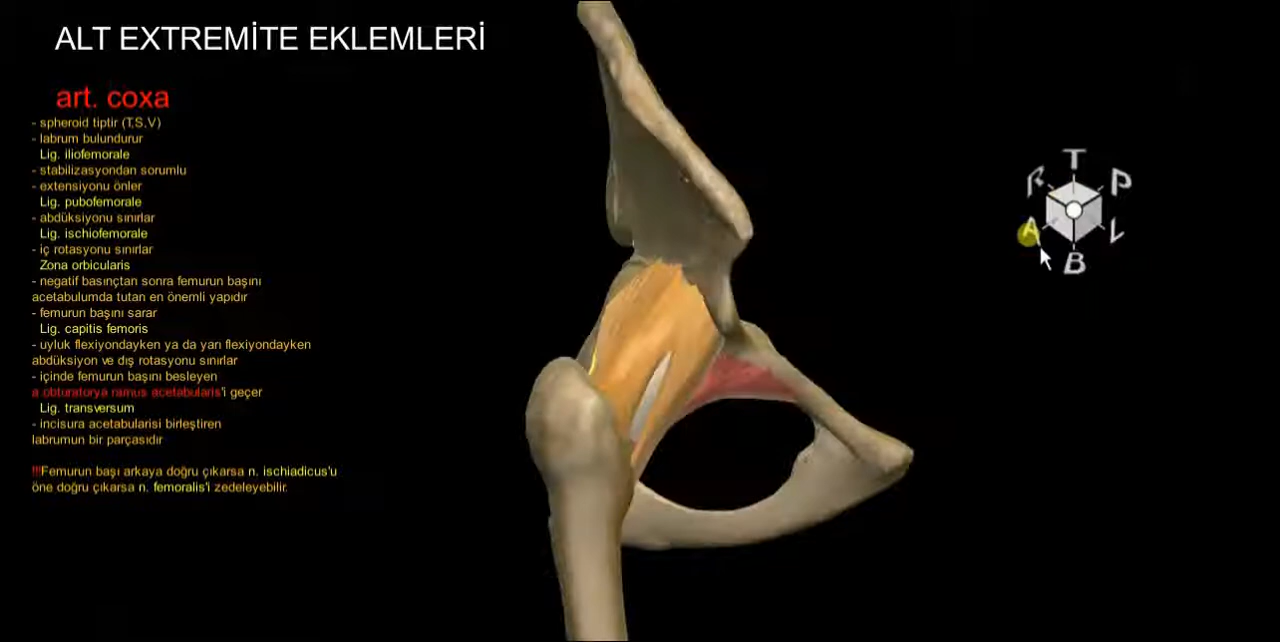 ALT EXTREMİTE EKLEMLERİ
art. coxa
- spheroid tiptir (T,S,V)
- labrum bulundurur
Lig. iliofemorale
- stabilizasyondan sorumlu
- extensiyonu önler
Lig. pubofemorale
- abdüksiyonu sınırlar
Lig. ischiofemorale
- iç rotasyonu sınırlar
Zona orbicularis
- negatif basınçtan sonra femurun başını
acetabulumda tutan en önemli yapıdır
- femurun başını sarar
Lig. capitis femoris
- uyluk flexiyondayken ya da yarı flexiyondayken
abdüksiyon ve dış rotasyonu sınırlar
- içinde femurun başını besleyen
a.obturatorya ramus acetabularis'i geçer
Lig. transversum
- incisura acetabularisi birleştiren
labrumun bir parçasıdır
!!!Femurun başı arkaya doğru çıkarsa n. ischiadicus'u
öne doğru çıkarsa n. femoralis'i zedeleyebilir.
T
R
P
A
L
B